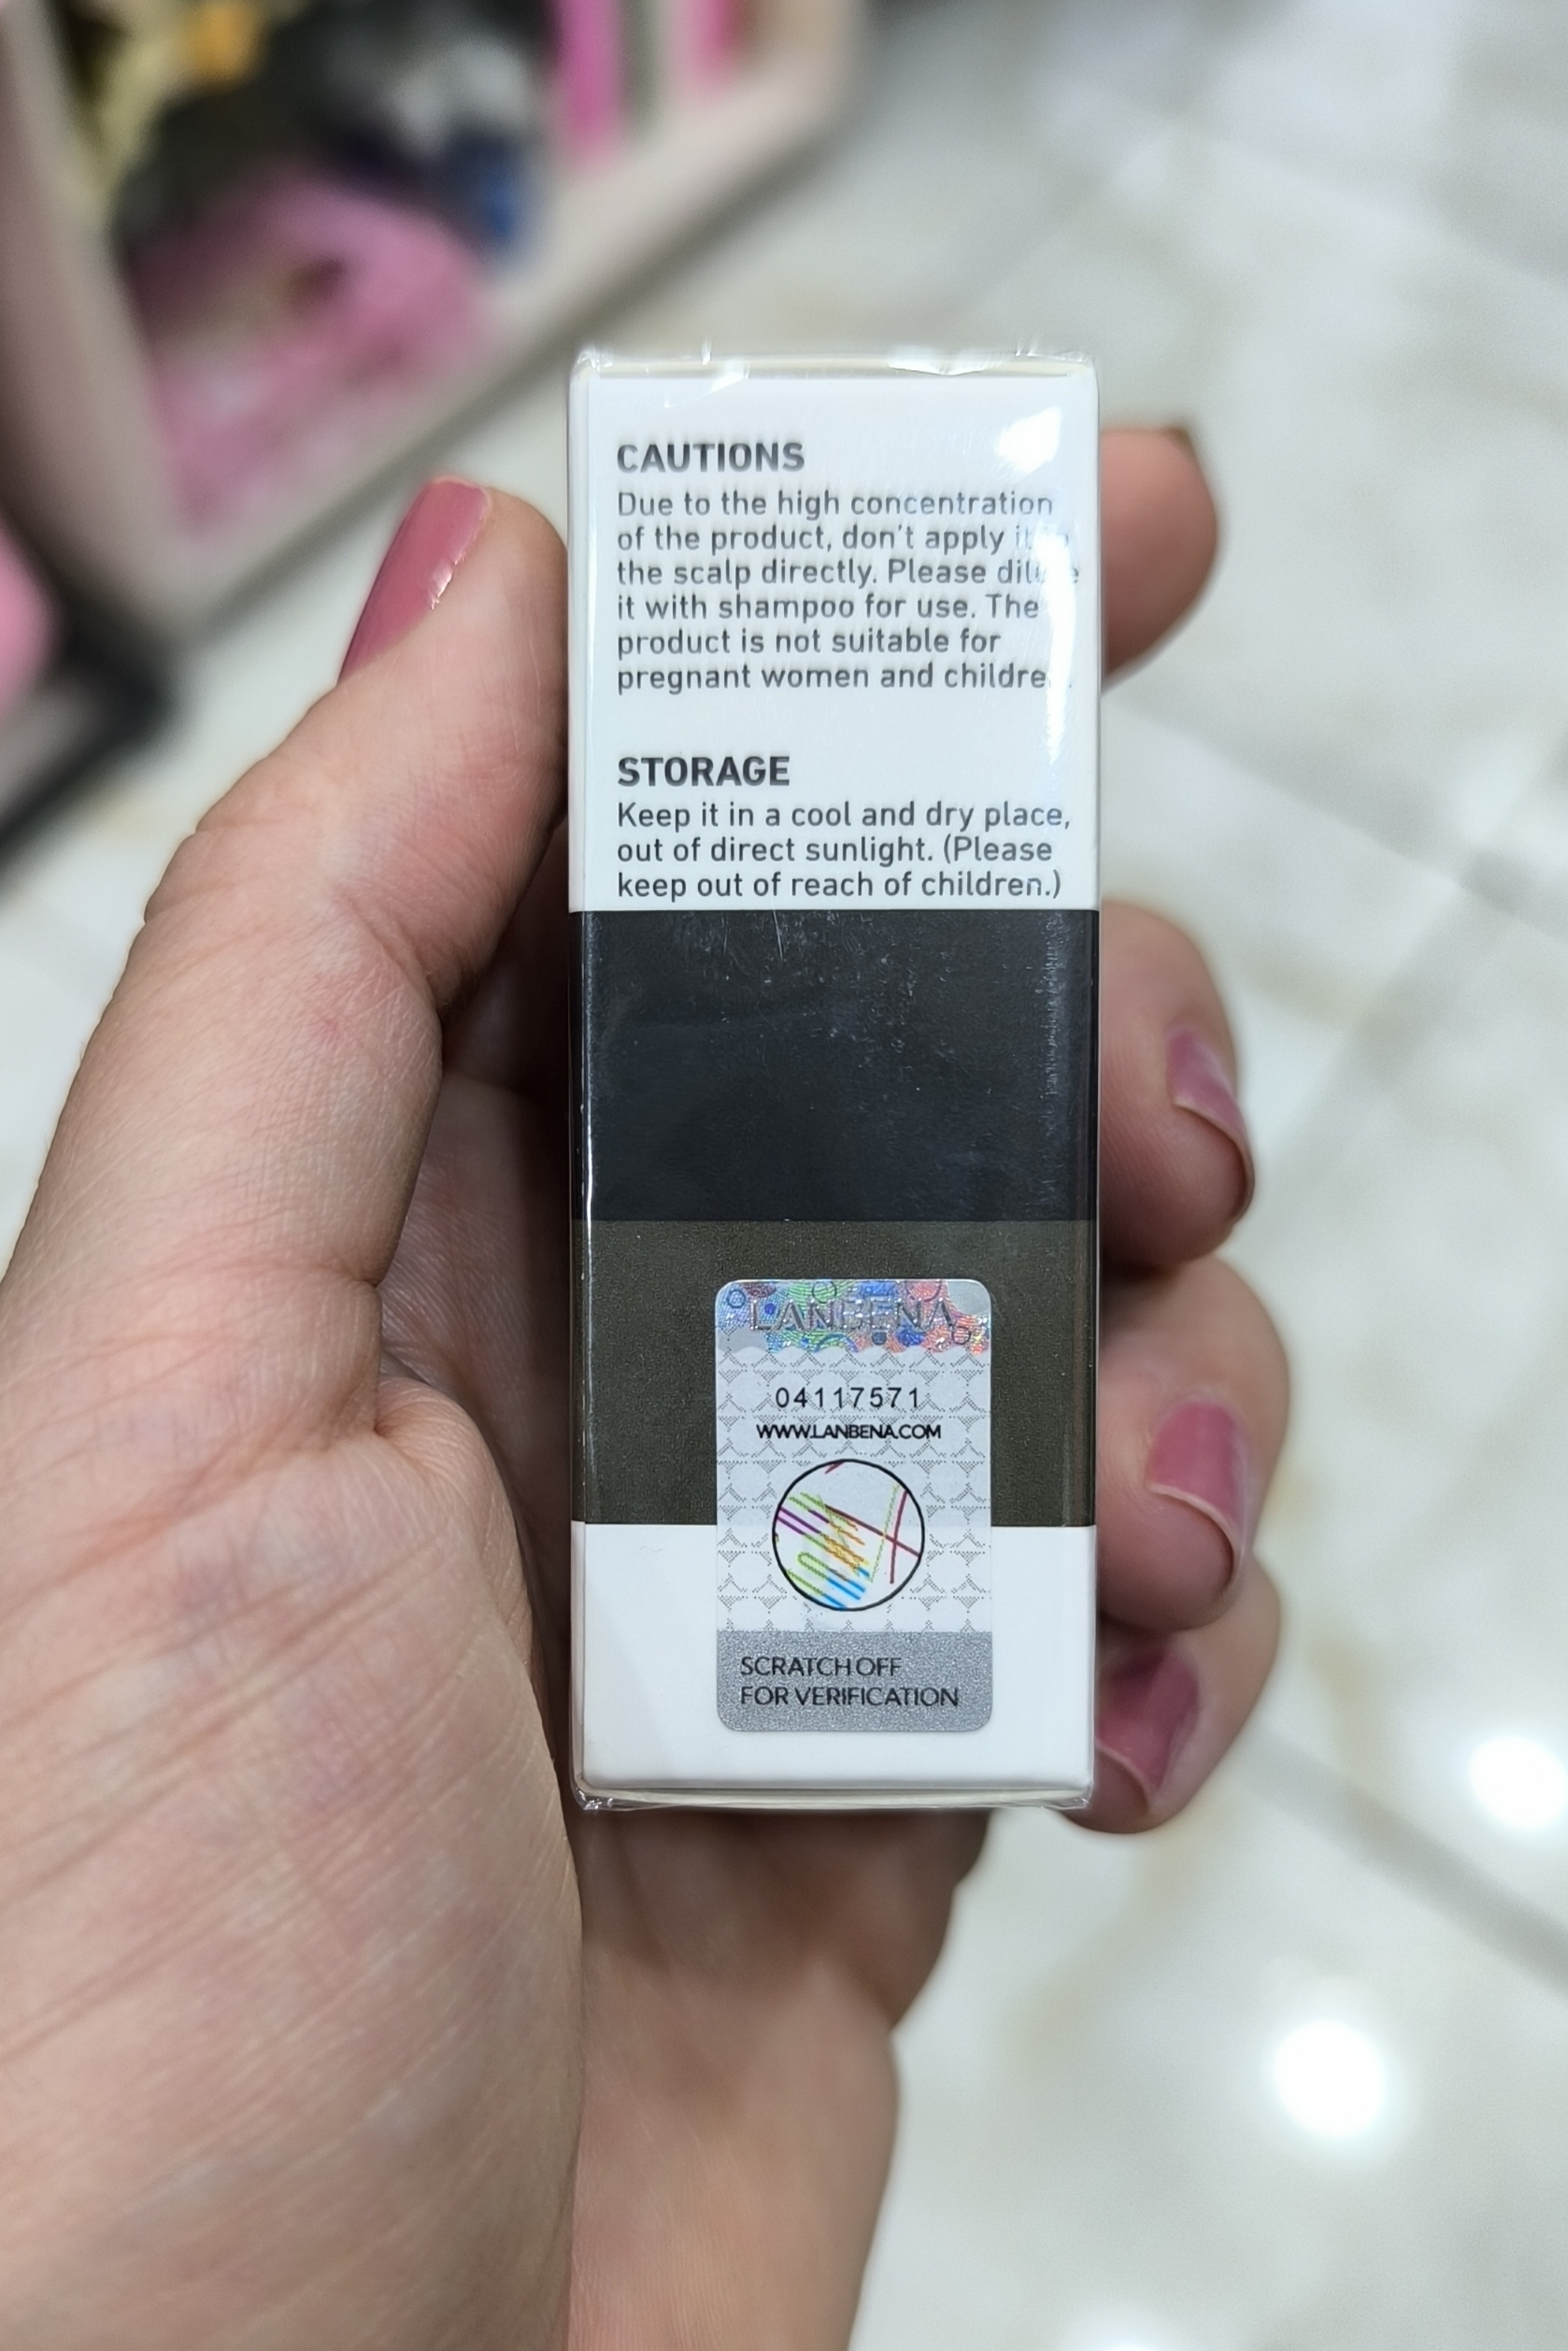 CAUTIONS
Due to the high concentration
of the product, don't apply
the scalp directly. Please
it with shampoo for use. The
product is not suitable for
pregnant women and
STORAGE
Keep it in a cool and dry place,
out of direct sunlight. (Please
keep out of reach of children.)
LANBENA
04117571
WWW.LANBENA.COM
SCRATCH OFF
FOR VERIFICATION